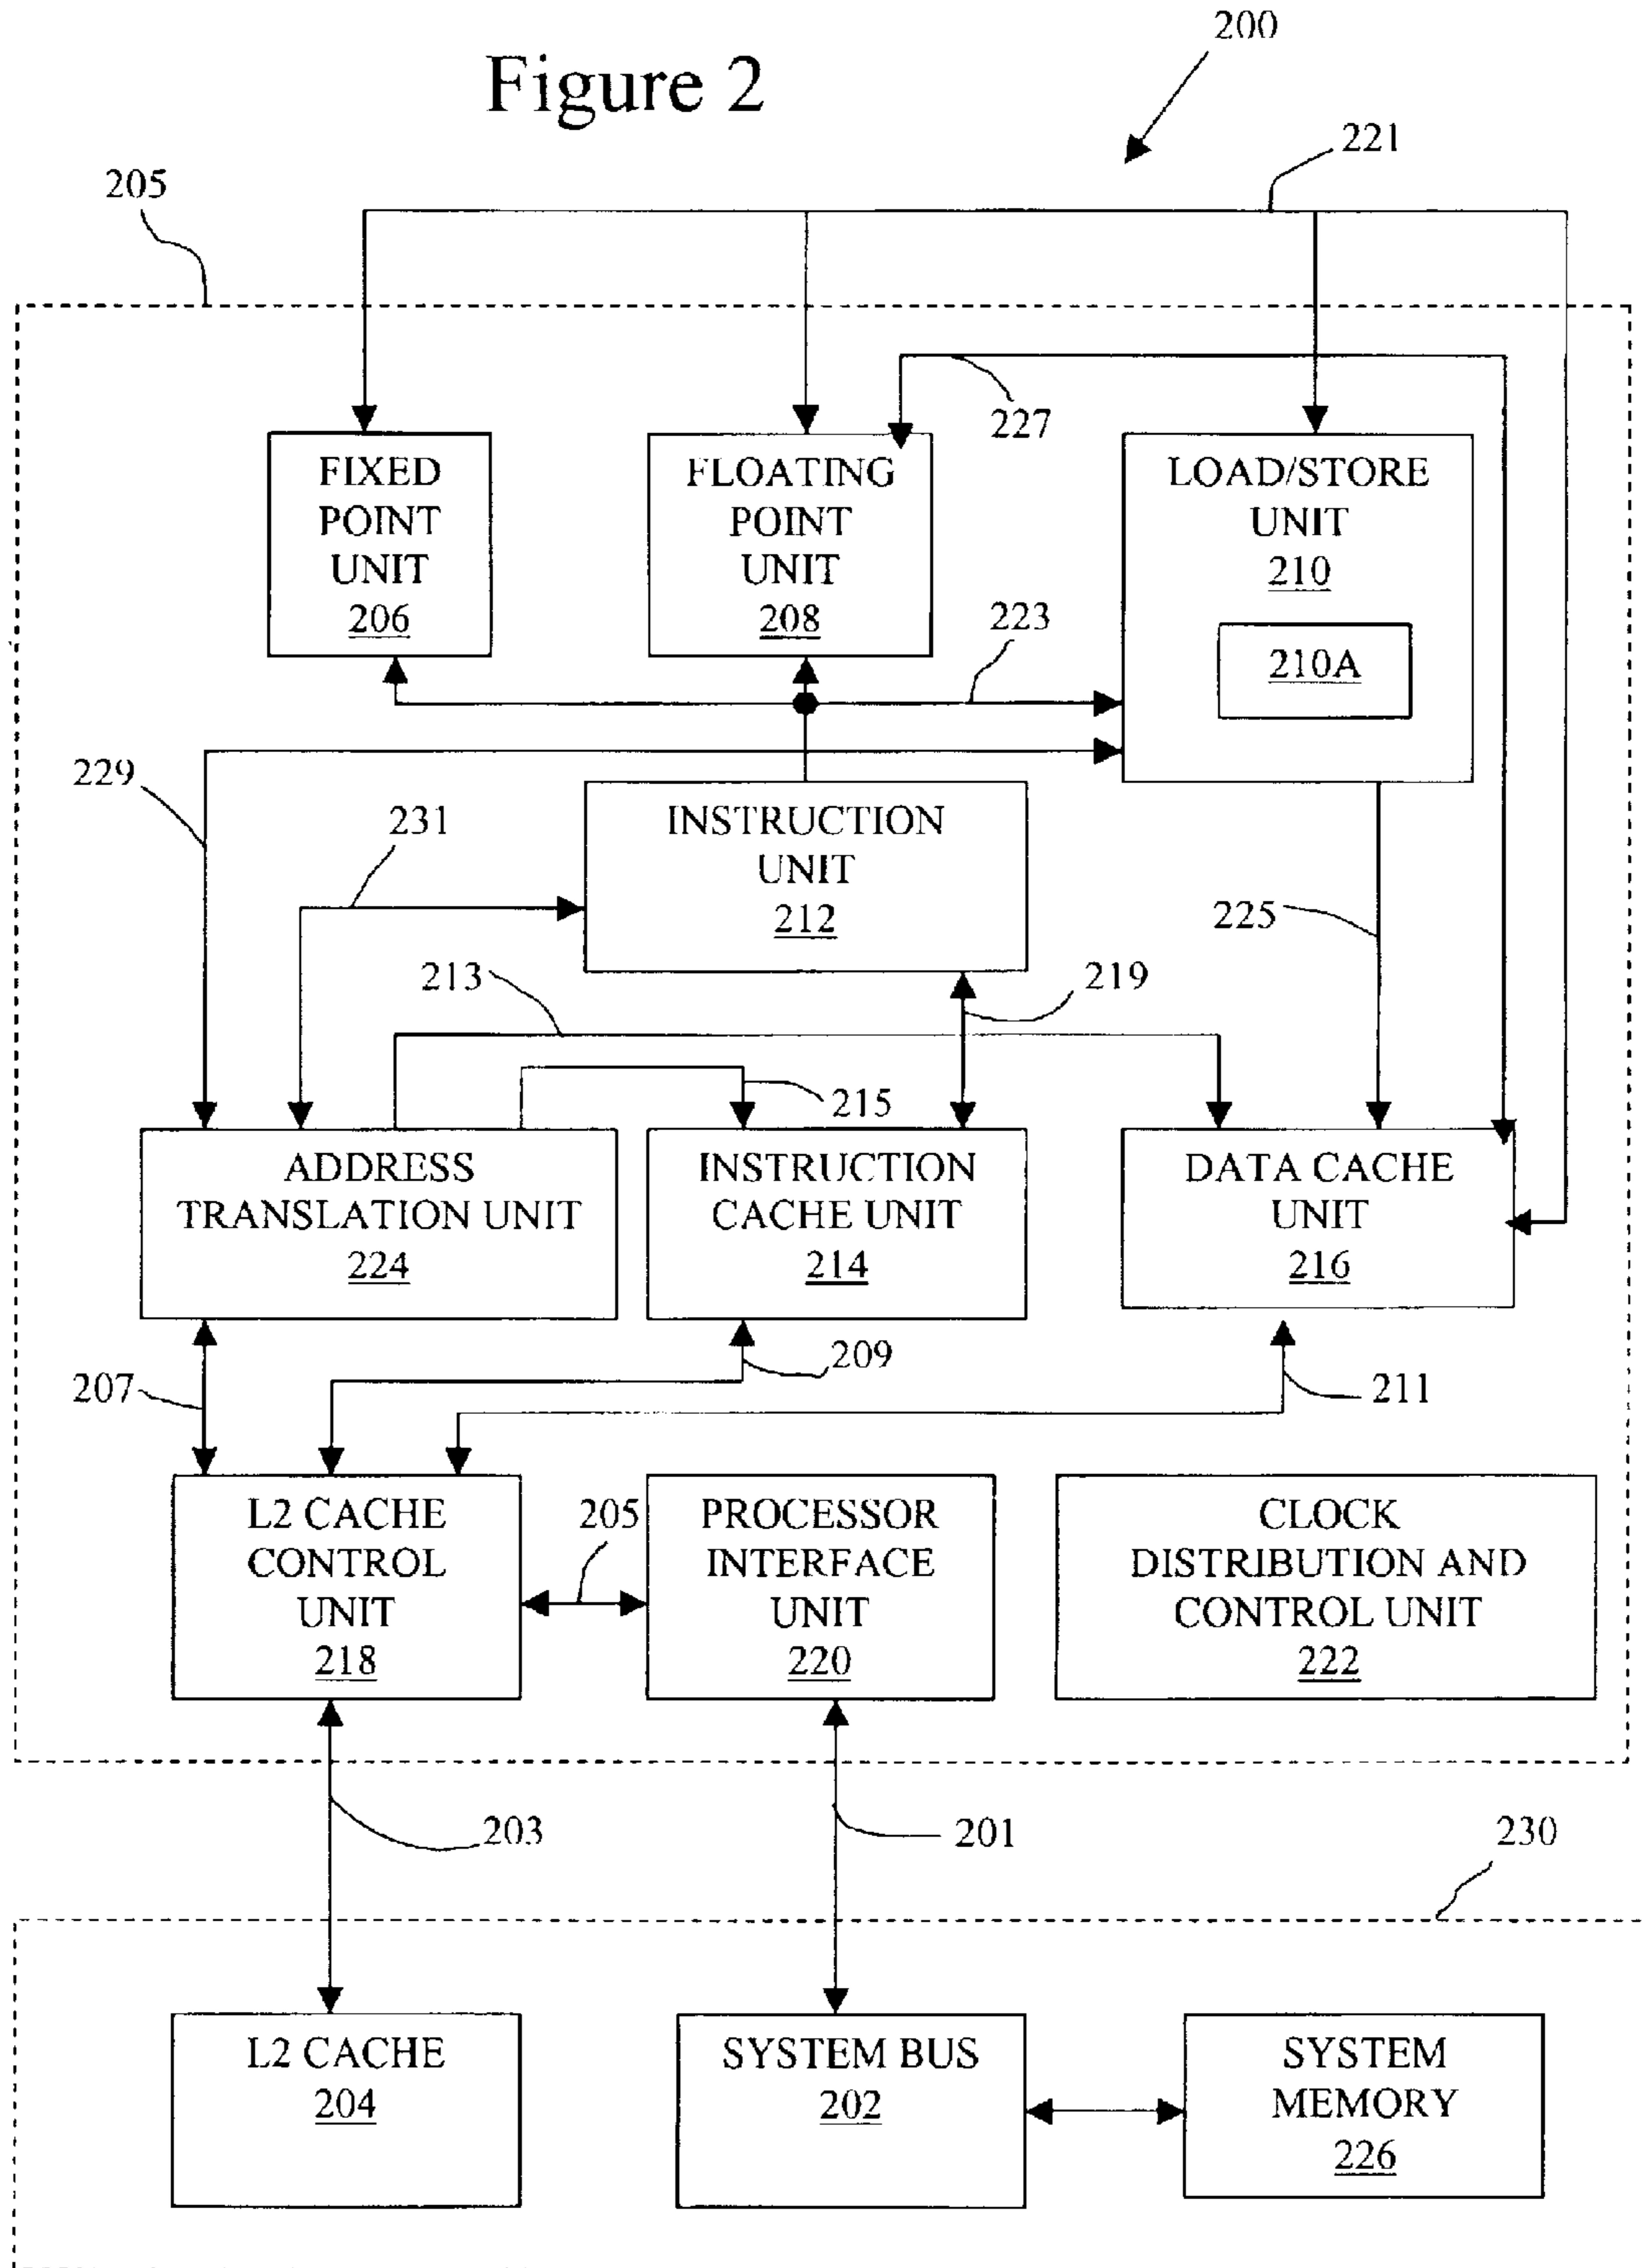 200
Figure 2
221
205
227
FIXED
POINT
UNIT
206
FLOATING
POINT
UNIT
208
LOAD/STORE
UNIT
210
210A
223
229
231
INSTRUCTION
UNIT
212
225
213
219
215
ADDRESS
TRANSLATION UNIT
224
INSTRUCTION
CACHE UNIT
214
DATA CACHE
UNIT
216
207
209
211
L2 CACHE
CONTROL
UNIT
218
205
PROCESSOR
INTERFACE
UNIT
220
CLOCK
DISTRIBUTION AND
CONTROL UNIT
222
203
201
230
L2 CACHE
204
SYSTEM BUS
202
SYSTEM
MEMORY
226